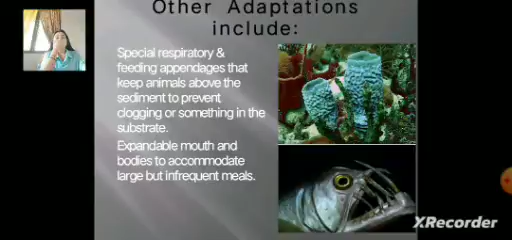 Other Adaptations
include:
Special respiratory &
feeding appendages that
keep animals above the
sediment to prevent
clogging or something in the
substrate.
Expandable mouth and
bodies to accommodate
large but infrequent meals.
XRecorder